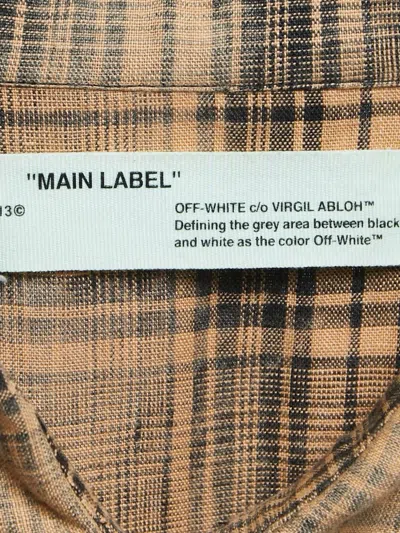 "MAIN LABEL"
13©
OFF-WHITE c/o VIRGIL ABLOH™
Defining the grey area between black
and white as the color Off-White™